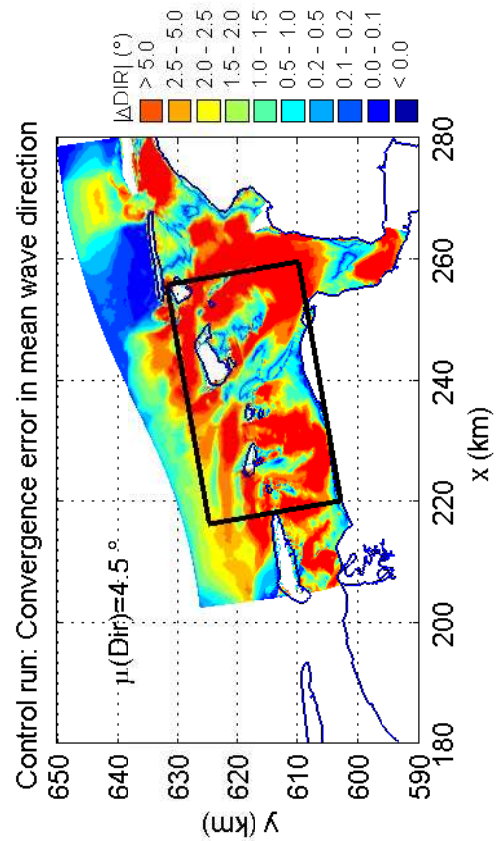 Control run: Convergence error in mean wave direction
|ΔDIR| (°)
> 5.0
2.5 - 5.0
2.0 - 2.5
1.5 - 2.0
1.0 - 1.5
0.5 - 1.0
0.2 - 0.5
0.1 - 0.2
0.0 - 0.1
< 0.0
μ(Dir)=4.5 °
y (km)
650
640
630
620
610
600
590
180
200
220
240
260
280
x (km)